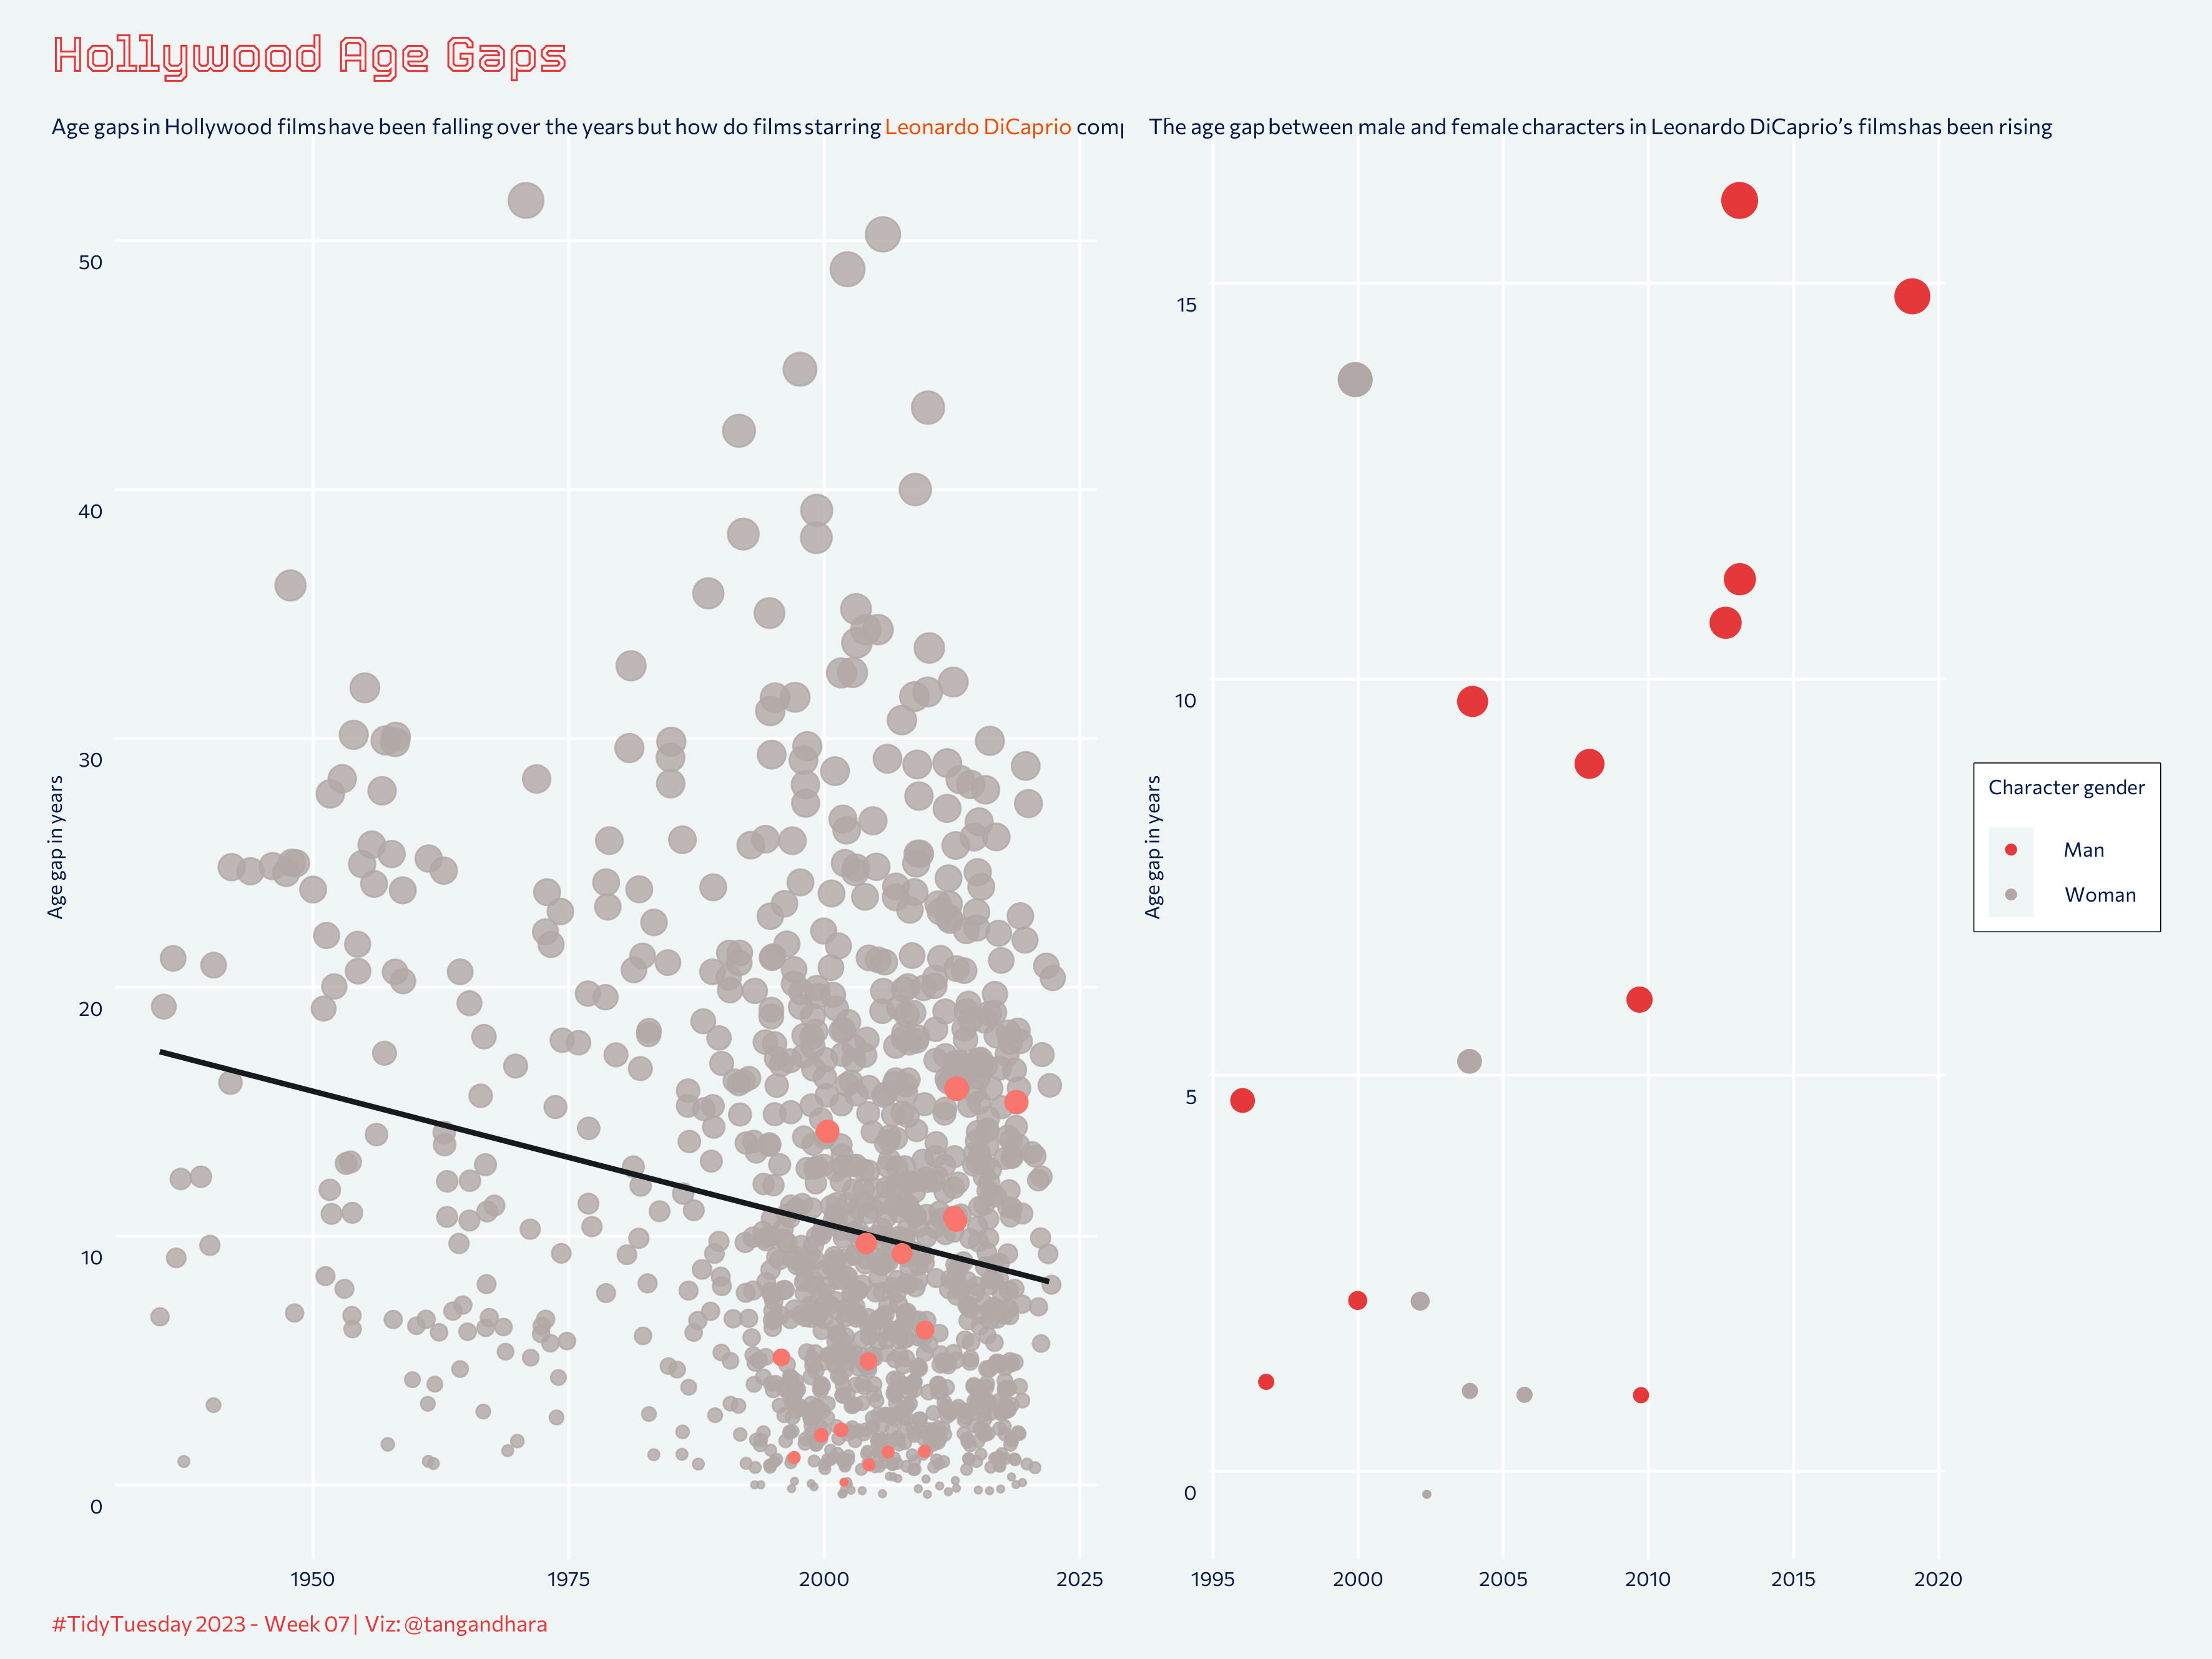 Hollywood Age Gaps
Age gaps in Hollywood films have been falling over the years but how do films starring Leonardo DiCaprio
The age gap between male and female characters in Leonardo DiCaprio's films has been rising
Age gap in years
50
40
30
20
10
0
1950
1975
2000
2025
Age gap in years
15
10
5
0
1995
2000
2005
2010
2015
2020
Character gender
Man
Woman
#TidyTuesday 2023 - Week 07 | Viz: @tangandhara